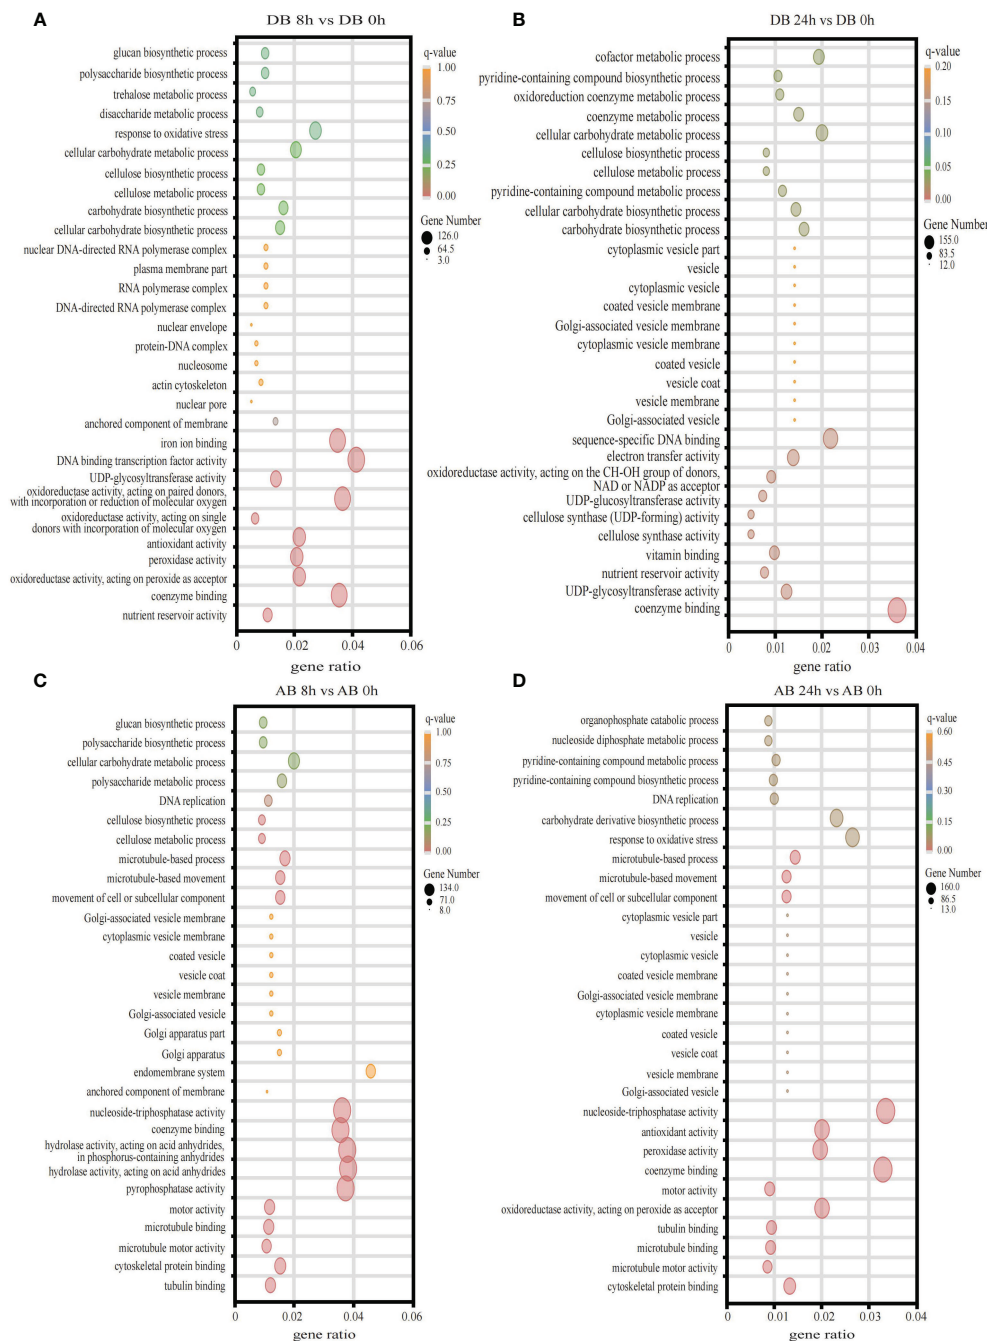 A
DB 8h vs DB 0h
glucan biosynthetic process
polysaccharide biosynthetic process
trehalose metabolic process
disaccharide metabolic process
response to oxidative stress
cellular carbohydrate metabolic process
cellulose biosynthetic process
cellulose metabolic process
carbohydrate biosynthetic process
cellular carbohydrate biosynthetic process
nuclear DNA-directed RNA polymerase complex
plasma membrane part
RNA polymerase complex
DNA-directed RNA polymerase complex
nuclear envelope
protein-DNA complex
nucleosome
actin cytoskeleton
nuclear pore
anchored component of membrane
iron ion binding
DNA binding transcription factor activity
UDP-glycosyltransferase activity
oxidoreductase activity, acting on paired donors,
with incorporation or reduction of molecular oxygen
oxidoreductase activity, acting on single
donors with incorporation of molecular oxygen
antioxidant activity
peroxidase activity
oxidoreductase activity, acting on peroxide as acceptor
coenzyme binding
nutrient reservoir activity
0 0.02 0.04 0.06
gene ratio
q-value
1.00
0.75
0.50
0.25
0.00
Gene Number
126.0
64.5
3.0
B
DB 24h vs DB 0h
cofactor metabolic process
pyridine-containing compound biosynthetic process
oxidoreduction coenzyme metabolic process
coenzyme metabolic process
cellular carbohydrate metabolic process
cellulose biosynthetic process
cellulose metabolic process
pyridine-containing compound metabolic process
cellular carbohydrate biosynthetic process
carbohydrate biosynthetic process
cytoplasmic vesicle part
vesicle
cytoplasmic vesicle
coated vesicle membrane
Golgi-associated vesicle membrane
cytoplasmic vesicle membrane
coated vesicle
vesicle coat
vesicle membrane
Golgi-associated vesicle
sequence-specific DNA binding
electron transfer activity
oxidoreductase activity, acting on the CH-OH group of donors,
NAD or NADP as acceptor
UDP-glucosyltransferase activity
cellulose synthase (UDP-forming) activity
cellulose synthase activity
vitamin binding
nutrient reservoir activity
UDP-glycosyltransferase activity
coenzyme binding
0 0.01 0.02 0.03 0.04
gene ratio
q-value
0.20
0.15
0.10
0.05
0.00
Gene Number
155.0
83.5
12.0
C
AB 8h vs AB 0h
glucan biosynthetic process
polysaccharide biosynthetic process
cellular carbohydrate metabolic process
polysaccharide metabolic process
DNA replication
cellulose biosynthetic process
cellulose metabolic process
microtubule-based process
microtubule-based movement
movement of cell or subcellular component
Golgi-associated vesicle membrane
cytoplasmic vesicle membrane
coated vesicle
vesicle coat
vesicle membrane
Golgi-associated vesicle
Golgi apparatus part
Golgi apparatus
endomembrane system
anchored component of membrane
nucleoside-triphosphatase activity
coenzyme binding
hydrolase activity, acting on acid anhydrides,
in phosphorus-containing anhydrides
hydrolase activity, acting on acid anhydrides
pyrophosphatase activity
motor activity
microtubule binding
microtubule motor activity
cytoskeletal protein binding
tubulin binding
0 0.02 0.04 0.06
gene ratio
q-value
1.00
0.75
0.50
0.25
0.00
Gene Number
134.0
71.0
8.0
D
AB 24h vs AB 0h
organophosphate catabolic process
nucleoside diphosphate metabolic process
pyridine-containing compound metabolic process
pyridine-containing compound biosynthetic process
DNA replication
carbohydrate derivative biosynthetic process
response to oxidative stress
microtubule-based process
microtubule-based movement
movement of cell or subcellular component
cytoplasmic vesicle part
vesicle
cytoplasmic vesicle
coated vesicle membrane
Golgi-associated vesicle membrane
cytoplasmic vesicle membrane
coated vesicle
vesicle coat
vesicle membrane
Golgi-associated vesicle
nucleoside-triphosphatase activity
antioxidant activity
peroxidase activity
coenzyme binding
motor activity
oxidoreductase activity, acting on peroxide as acceptor
tubulin binding
microtubule binding
microtubule motor activity
cytoskeletal protein binding
0 0.01 0.02 0.03 0.04
gene ratio
q-value
0.60
0.45
0.30
0.15
0.00
Gene Number
160.0
86.5
13.0